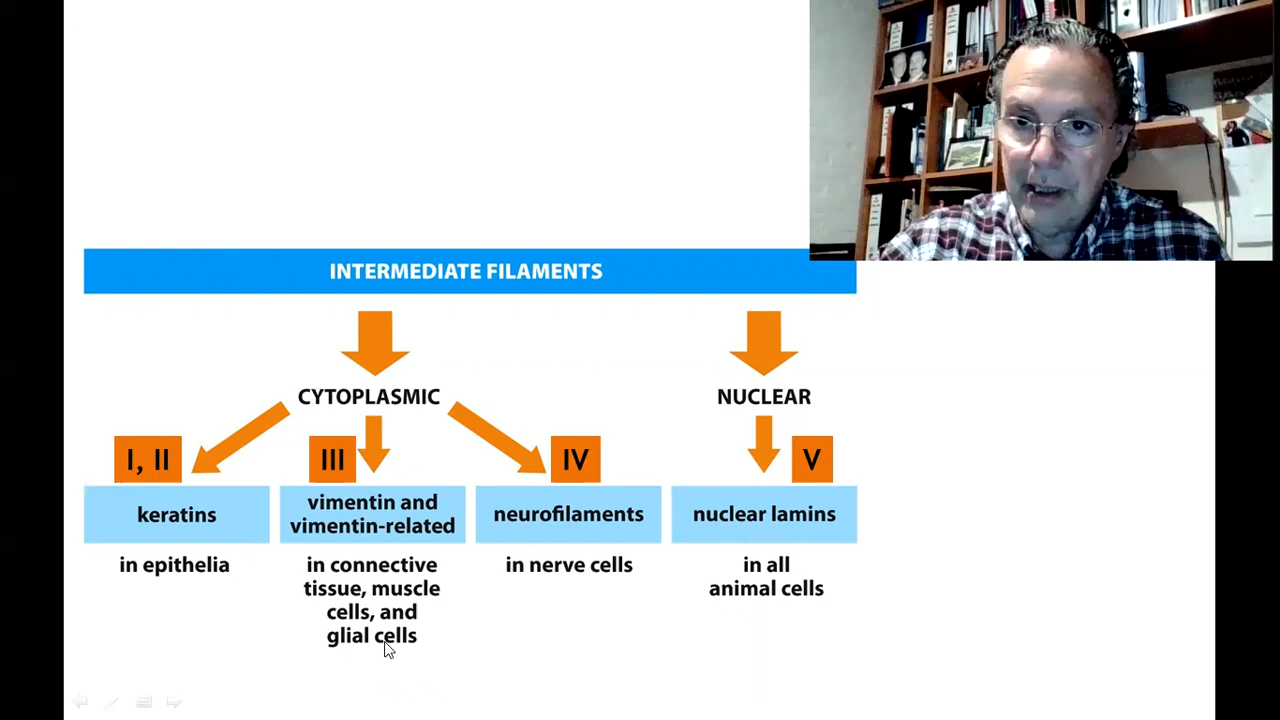 INTERMEDIATE FILAMENTS
CYTOPLASMIC
NUCLEAR
I, II
III
IV
V
keratins
vimentin and
vimentin-related
neurofilaments
nuclear lamins
in epithelia
in connective
tissue, muscle
cells, and
glial cells
in nerve cells
in all
animal cells